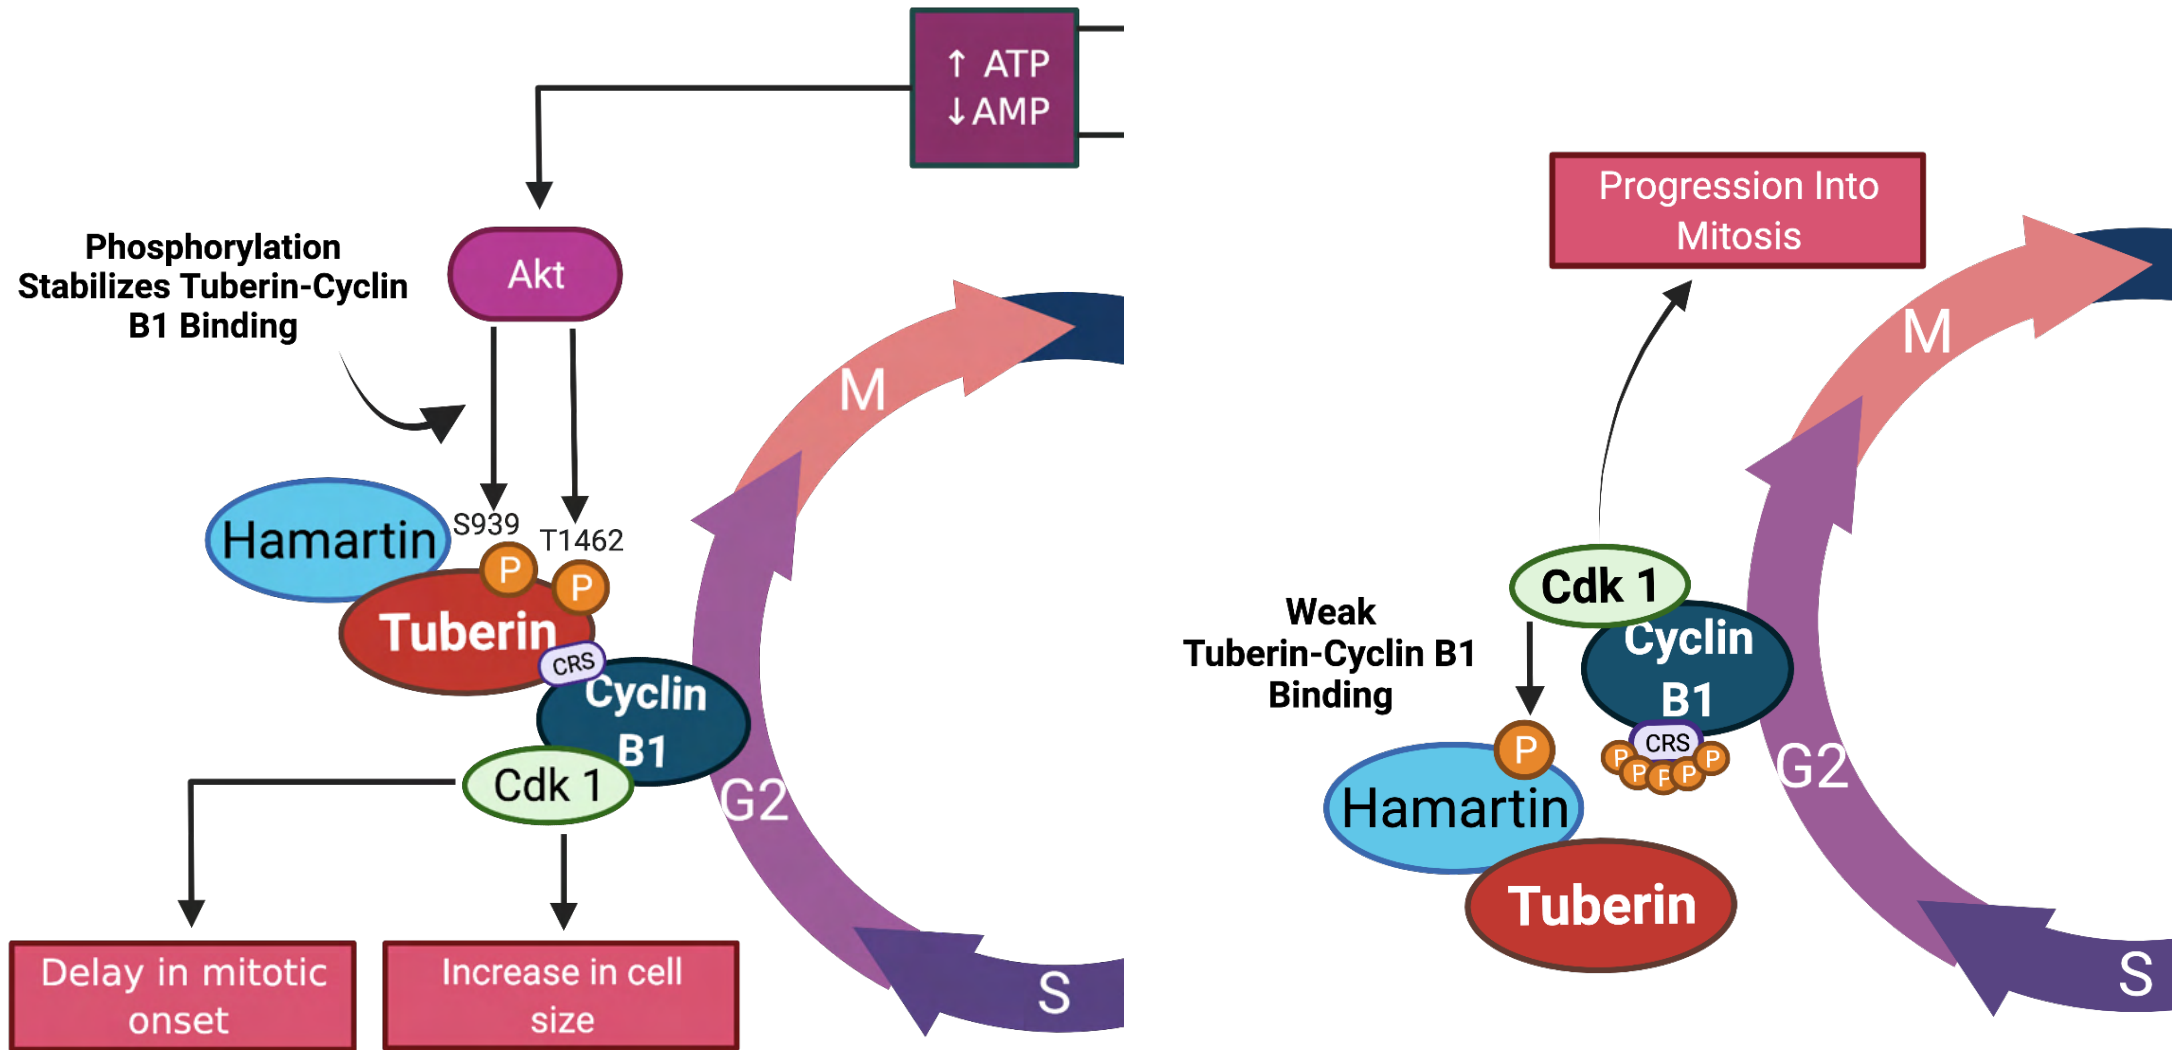 ↑ ATP
↓AMP
Phosphorylation
Stabilizes Tuberin-Cyclin
B1 Binding
Akt
M
Hamartin
S939
T1462
P
P
Tuberin
CRS
Cyclin
B1
Cdk 1
G2
Delay in mitotic
onset
Increase in cell
size
S
Progression Into
Mitosis
M
Cdk 1
Weak
Tuberin-Cyclin B1
Binding
Cyclin
B1
P
CRS
P
P
P
P
P
G2
Hamartin
Tuberin
S